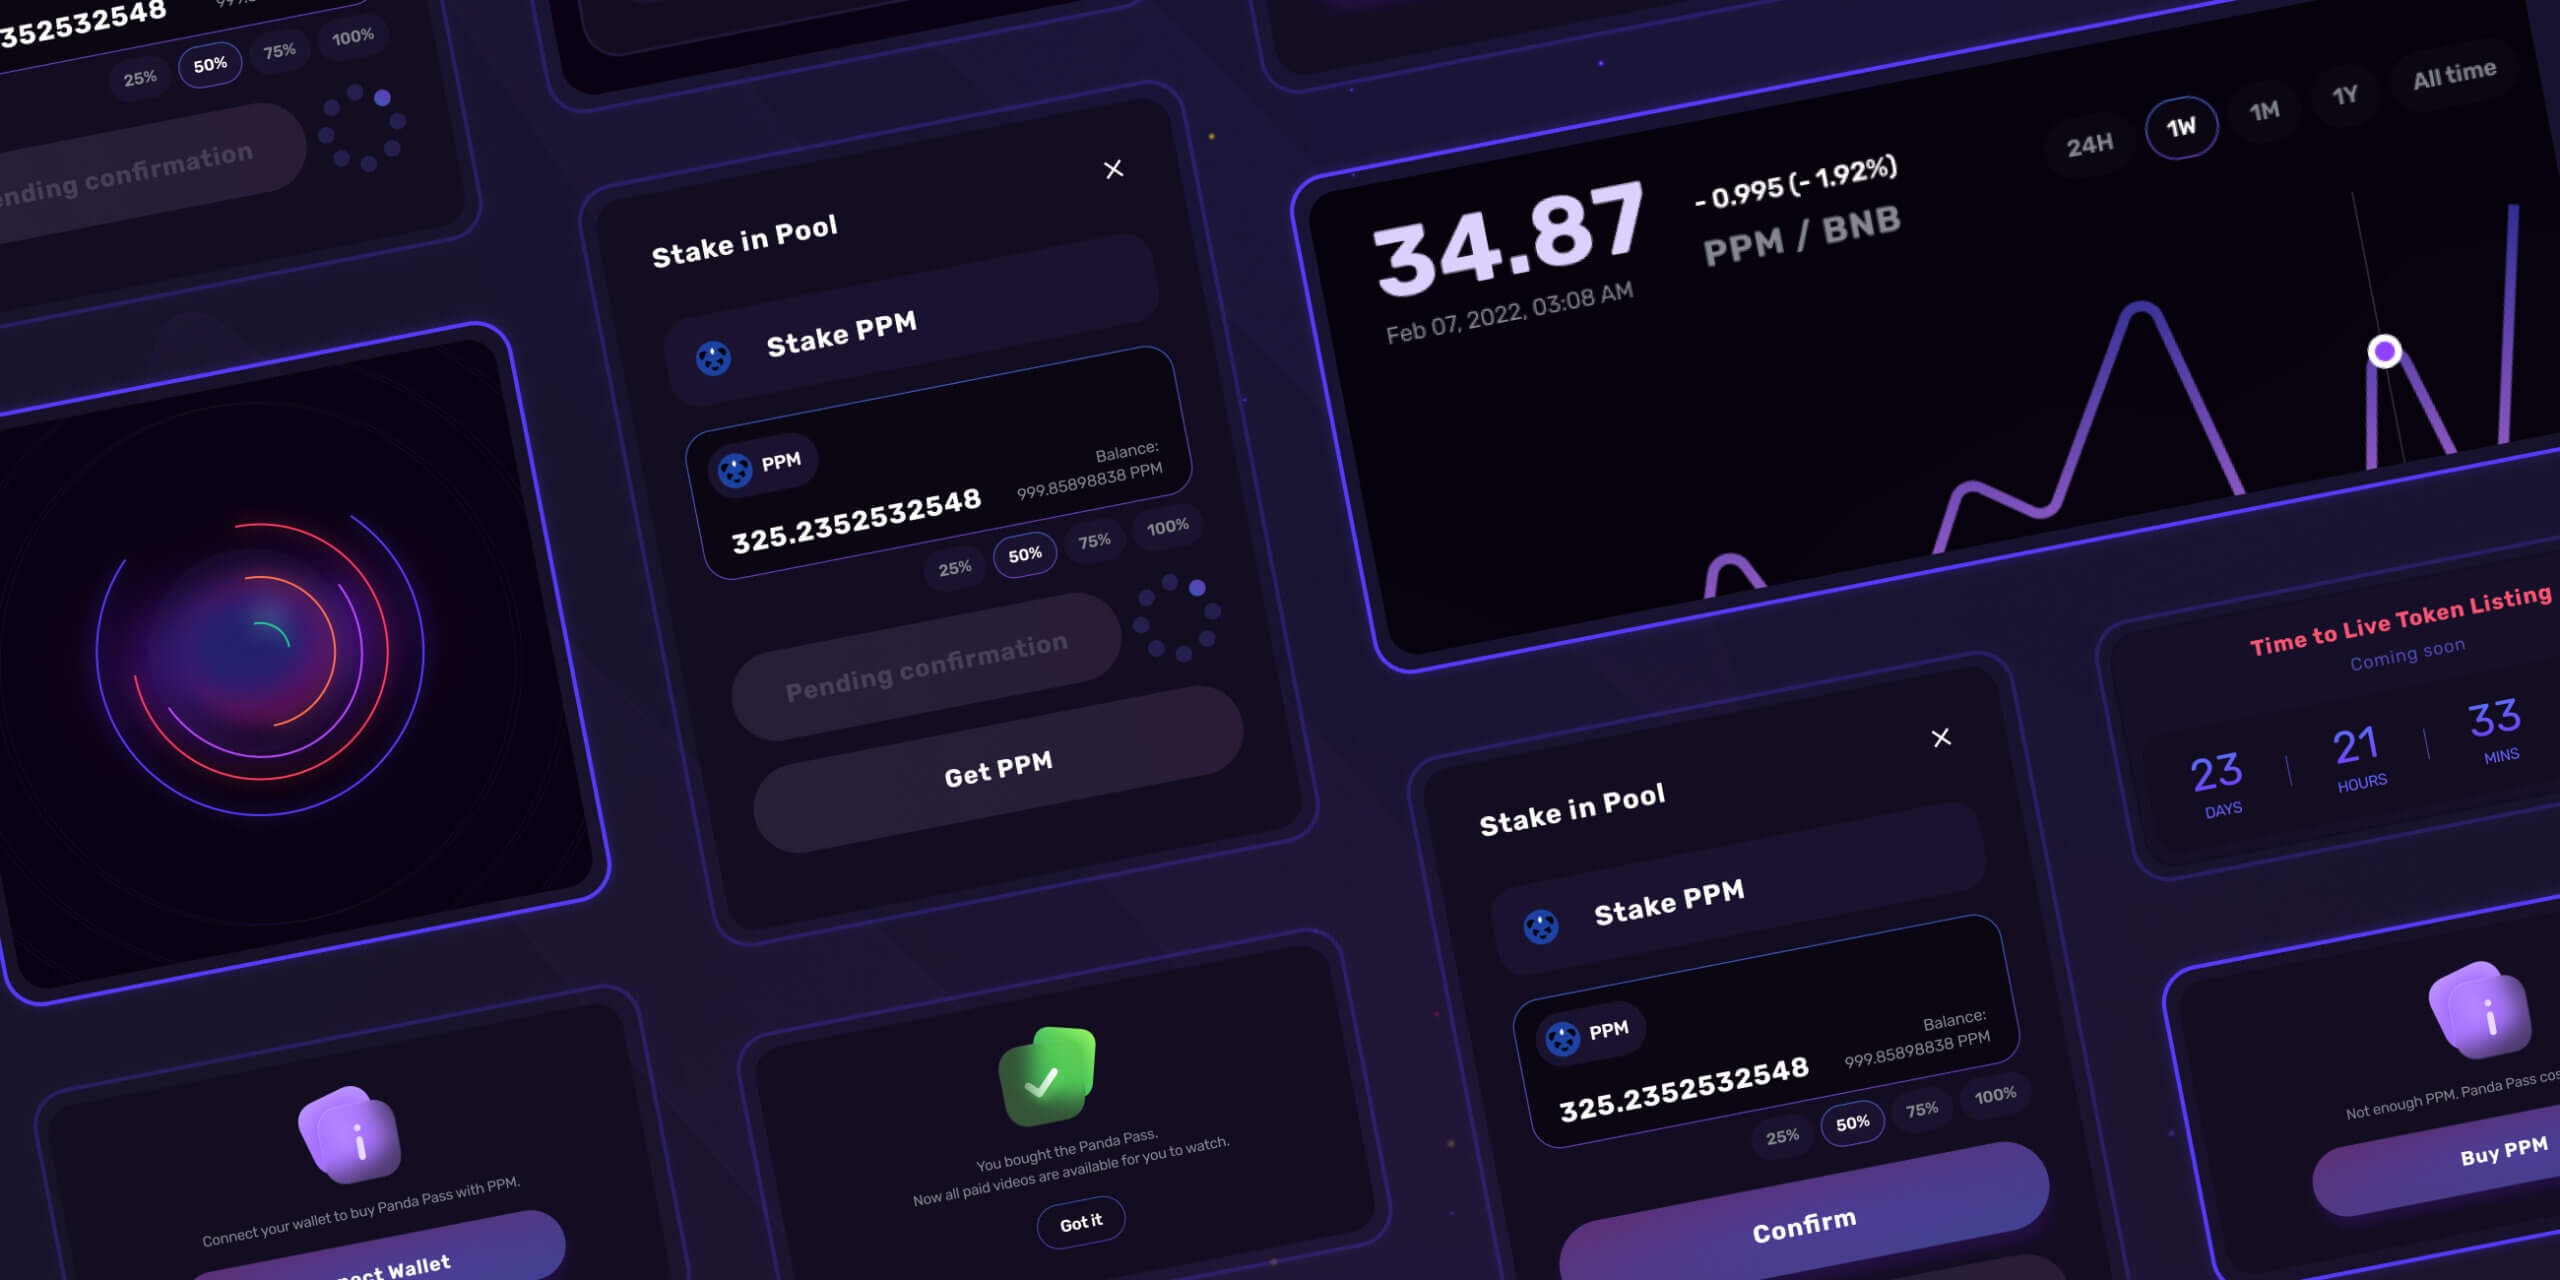 352532548
25%
50%
75%
100%
Pending confirmation
Stake in Pool
Stake PPM
PPM
Balance:
325.2352532548
999.85898838 PPM
25%
50%
75%
100%
Pending confirmation
Get PPM
34.87
- 0.995 (- 1.92%)
PPM / BNB
Feb 07, 2022, 03:08 AM
24H
1W
1M
1Y
All time
Time to Live Token Listing
Coming soon
23
21
33
DAYS
HOURS
MINS
Stake in Pool
Stake PPM
PPM
Balance:
325.2352532548
999.85898838 PPM
25%
50%
75%
100%
Confirm
Connect your wallet to buy Panda Pass with PPM.
Wallet
You bought the Panda Pass.
Now all paid videos are available for you to watch.
Got it
Not enough PPM. Panda Pass
Buy PPM